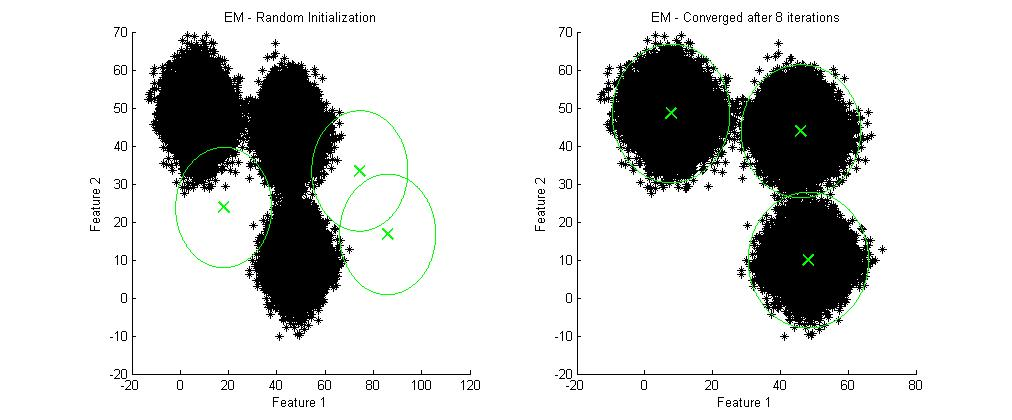 EM - Random Initialization
70
60
50
40
30
20
10
0
-10
-20
Feature 2
-20 0 20 40 60 80 100 120
Feature 1
EM - Converged after 8 iterations
70
60
50
40
30
20
10
0
-10
-20
Feature 2
-20 0 20 40 60 80
Feature 1